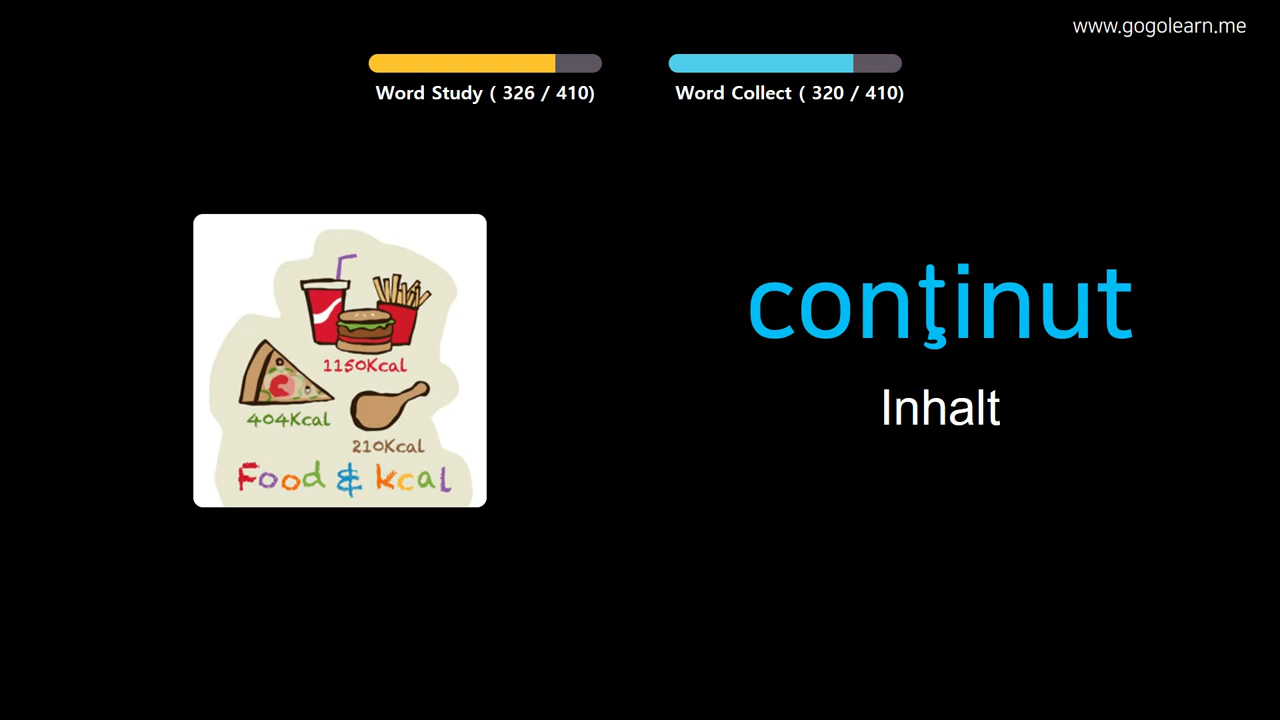 www.gogolearn.me
Word Study ( 326 / 410)
Word Collect ( 320 / 410)
1150Kcal
404Kcal
210Kcal
Food & kcal
conţinut
Inhalt